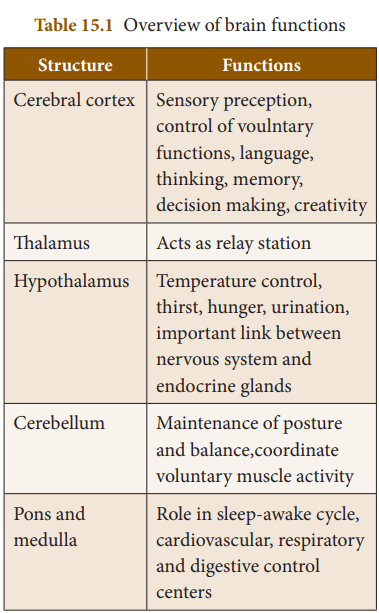 Table 15.1 Overview of brain functions
Structure Functions
Cerebral cortex Sensory preception,
control of voulntary
functions, language,
thinking, memory,
decision making, creativity
Thalamus Acts as relay station
Hypothalamus Temperature control,
thirst, hunger, urination,
important link between
nervous system and
endocrine glands
Cerebellum Maintenance of posture
and balance,coordinate
voluntary muscle activity
Pons and Role in sleep-awake cycle,
medulla cardiovascular, respiratory
and digestive control
centers